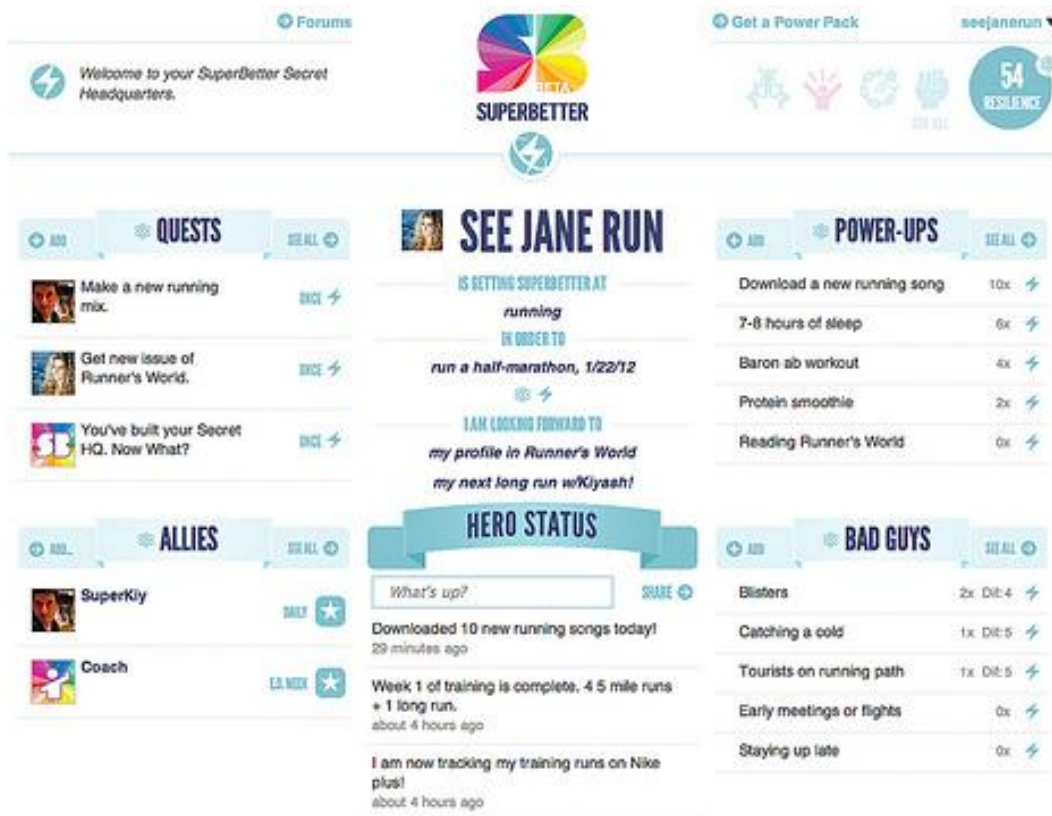 Forums
Get a Power Pack
seejanerun
Welcome to your SuperBetter Secret
Headquarters.
BETA
SUPERBETTER
SEE ALL
54
RESILIENCE
ADD
QUESTS
SEE ALL
Make a new running
mix.
ONCE
Get new issue of
Runner's World.
ONCE
You've built your Secret
HQ. Now What?
ONCE
SEE JANE RUN
IS GETTING SUPERBETTER AT
running
IN ORDER TO
run a half-marathon, 1/22/12
I AM LOOKING FORWARD TO
my profile in Runner's World
my next long run w/Kiyash!
ADD
POWER-UPS
SEE ALL
Download a new running song 10x
7-8 hours of sleep 6x
Baron ab workout 4x
Protein smoothie 2x
Reading Runner's World 0x
ADD...
ALLIES
SEE ALL
SuperKiy
DAILY
Coach
E.O. WEEK
HERO STATUS
What's up?
SHARE
Downloaded 10 new running songs today!
29 minutes ago
Week 1 of training is complete. 4 5 mile runs
+ 1 long run.
about 4 hours ago
I am now tracking my training runs on Nike
plus!
about 4 hours ago
ADD
BAD GUYS
SEE ALL
Blisters 2x Dif:4
Catching a cold 1x Dif:5
Tourists on running path 1x Dif:5
Early meetings or flights 0x
Staying up late 0x